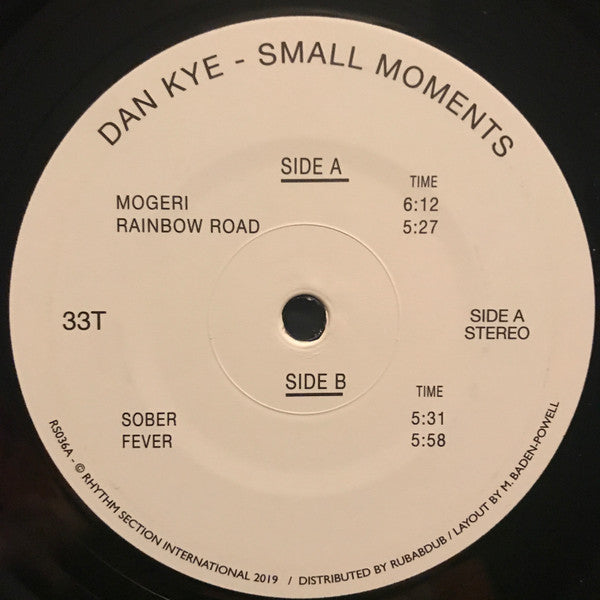 DAN KYE - SMALL MOMENTS
SIDE A
TIME
MOGERI 6:12
RAINBOW ROAD 5:27
33T
SIDE A
STEREO
SIDE B
TIME
SOBER 5:31
FEVER 5:58
RS036A - © RHYTHM SECTION INTERNATIONAL 2019 / DISTRIBUTED BY RUBABDUB / LAYOUT BY M. BADEN-POWELL